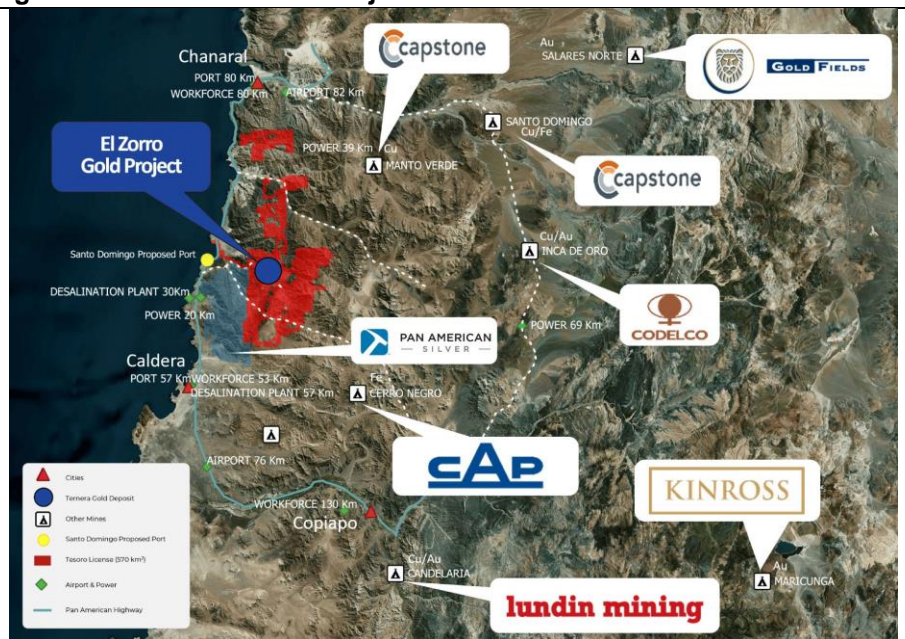 Chanaral
PORT 80 Km
WORKFORCE 80 Km
AIRPORT 82 Km
capstone
Au
SALARES NORTE
GOLD FIELDS
El Zorro
Gold Project
POWER 39 Km
Cu
MANTO VERDE
SANTO DOMINGO
Cu/Fe
capstone
Santo Domingo Proposed Port
Cu/Au
INCA DE ORO
DESALINATION PLANT 30Km
POWER 20 Km
PAN AMERICAN
SILVER
CODELCO
POWER 69 Km
Caldera
PORT 57 Km
WORKFORCE 53 Km
DESALINATION PLANT 57 Km
Fe
CERRO NEGRO
CAP
AIRPORT 76 Km
WORKFORCE 130 Km
Copiapo
KINROSS
Au
MARICUNGA
Cu/Au
CANDELARIA
lundin mining
Cities
Ternera Gold Deposit
Other Mines
Santo Domingo Proposed Port
Tesoro License (570 km²)
Airport & Power
Pan American Highway